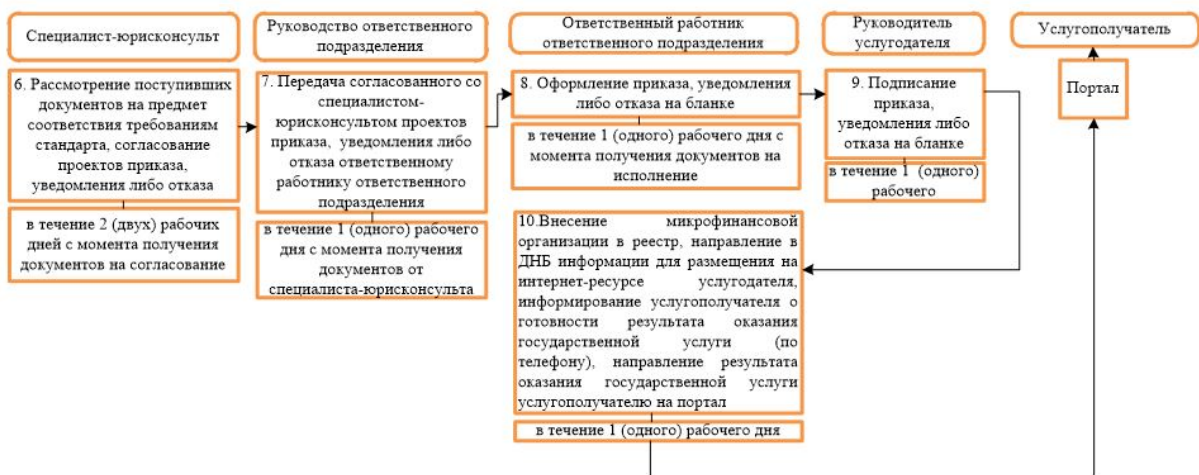 Специалист-юрисконсульт
Руководство ответственного
подразделения
Ответственный работник
ответственного подразделения
Руководитель
услугодателя
Услугополучатель
6. Рассмотрение поступивших
документов на предмет
соответствия требованиям
стандарта, согласование
проектов приказа,
уведомления либо отказа
в течение 2 (двух) рабочих
дней с момента получения
документов на согласование
7. Передача согласованного со
специалистом-
юрисконсультом проектов
приказа, уведомления либо
отказа ответственному
работнику ответственного
подразделения
в течение 1 (одного) рабочего
дня с момента получения
документов от
специалиста-юрисконсульта
8. Оформление приказа, уведомления
либо отказа на бланке
в течение 1 (одного) рабочего дня с
момента получения документов на
исполнение
9. Подписание
приказа,
уведомления либо
отказа на бланке
в течение 1 (одного)
рабочего
Портал
10.Внесение микрофинансовой
организации в реестр, направление в
ДНБ информации для размещения на
интернет-ресурсе услугодателя,
информирование услугополучателя о
готовности результата оказания
государственной услуги (по
телефону), направление результата
оказания государственной услуги
услугополучателю на портал
в течение 1 (одного) рабочего дня